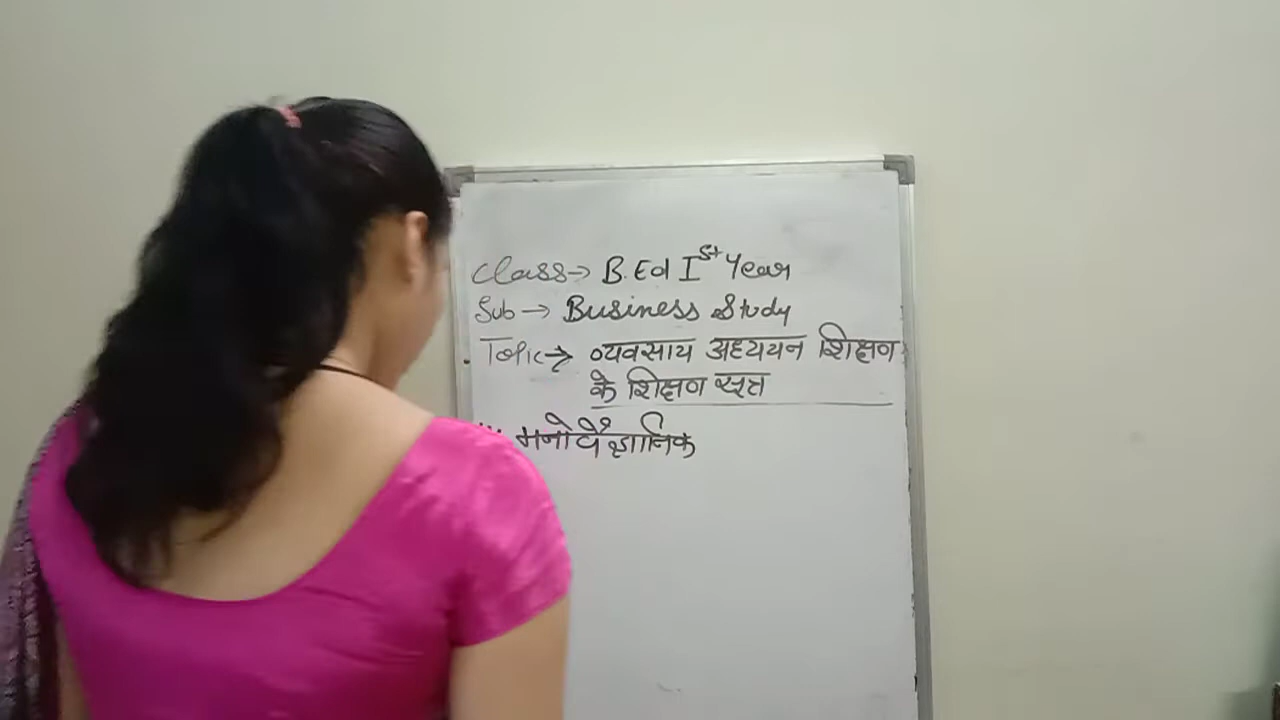 Class→ B.Ed Iˢᵗ Year
Sub → Business Study
Topic→ व्यवसाय अध्ययन शिक्षण
के शिक्षण सूत्र
मनोवैज्ञानिक